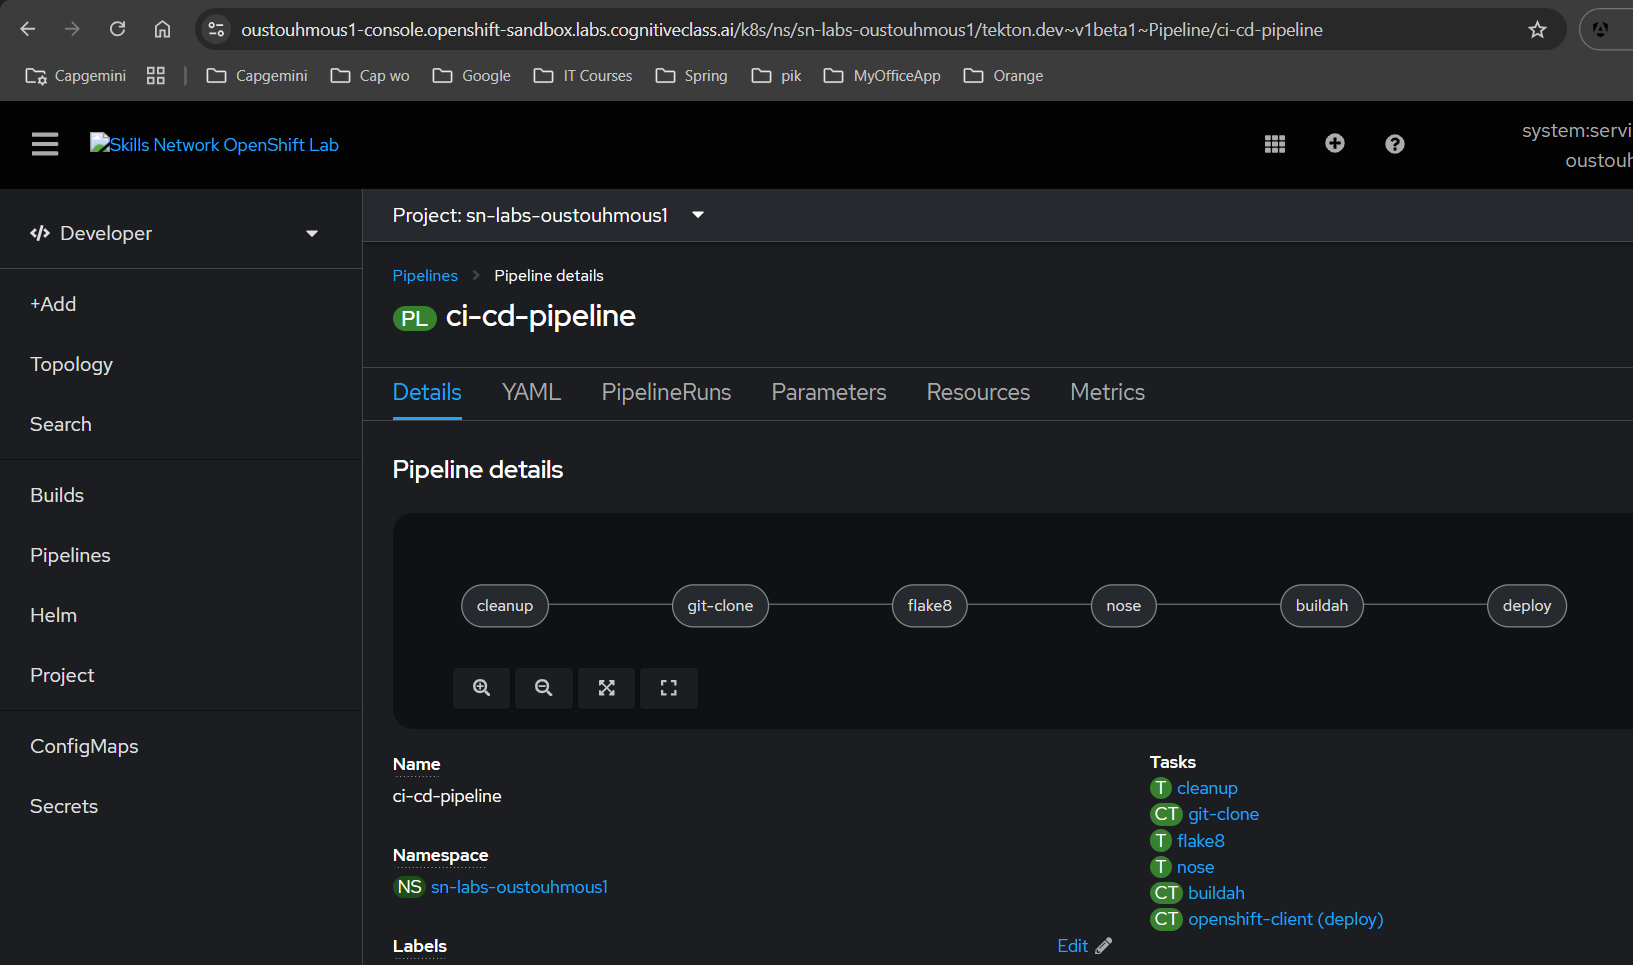 oustouhmous1-console.openshift-sandbox.labs.cognitiveclass.ai/k8s/ns/sn-labs-oustouhmous1/tekton.dev~v1beta1~Pipeline/ci-cd-pipeline
Capgemini Capgemini Cap wo Google IT Courses Spring pik MyOfficeApp Orange
Skills Network OpenShift Lab
system:servi
oustouh
Developer
+Add
Topology
Search
Builds
Pipelines
Helm
Project
ConfigMaps
Secrets
Project: sn-labs-oustouhmous1
Pipelines > Pipeline details
PL ci-cd-pipeline
Details YAML PipelineRuns Parameters Resources Metrics
Pipeline details
cleanup git-clone flake8 nose buildah deploy
Name
ci-cd-pipeline
Namespace
NS sn-labs-oustouhmous1
Labels
Edit
Tasks
T cleanup
CT git-clone
T flake8
T nose
CT buildah
CT openshift-client (deploy)